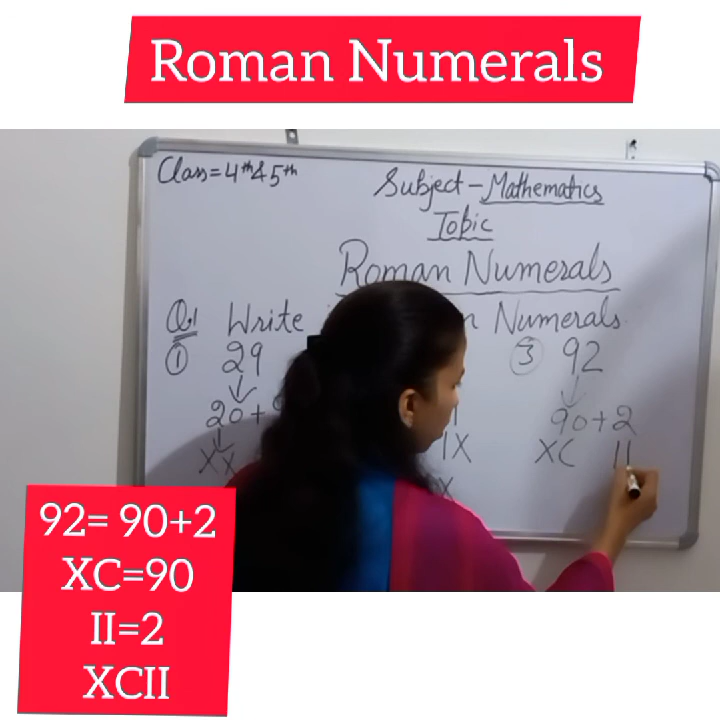 Roman Numerals
Class=4th&5th
Subject-Mathematics
Topic
Roman Numerals
Q.1 Write n Numerals.
① 29 ③ 92
20+9 90+2
XX IX XC II
X
92= 90+2
XC=90
II=2
XCII